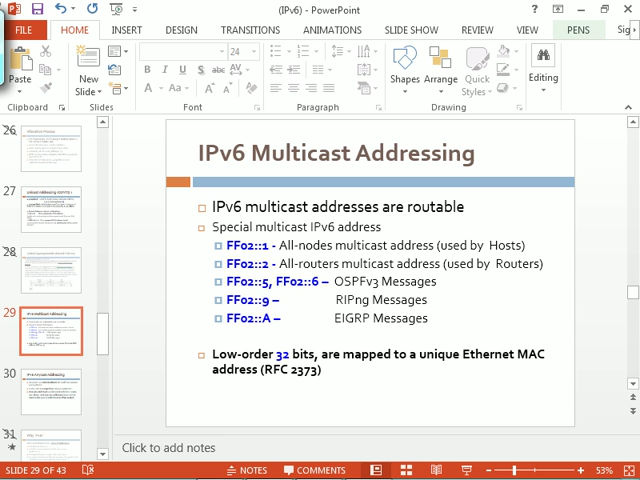 (IPv6) - PowerPoint
FILE HOME INSERT DESIGN TRANSITIONS ANIMATIONS SLIDE SHOW REVIEW VIEW PENS Sig
24
Paste New Slide Shapes Arrange Quick Styles Editing
B I U S abc AV
A Aa A A
Clipboard Slides Font Paragraph Drawing
26
27
28
29
30
31
IPv6 Multicast Addressing
IPv6 multicast addresses are routable
Special multicast IPv6 address
FF02::1 - All-nodes multicast address (used by Hosts)
FF02::2 - All-routers multicast address (used by Routers)
FF02::5, FF02::6 – OSPFv3 Messages
FF02::9 – RIPng Messages
FF02::A – EIGRP Messages
Low-order 32 bits, are mapped to a unique Ethernet MAC
address (RFC 2373)
Click to add notes
SLIDE 29 OF 43 NOTES COMMENTS 53%